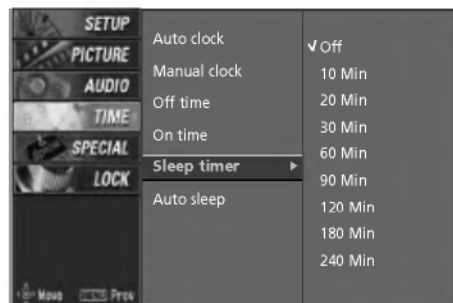 SETUP
PICTURE
AUDIO
TIME
SPECIAL
LOCK
Move MENU Prev
Auto clock
Manual clock
Off time
On time
Sleep timer
Auto sleep
Off
10 Min
20 Min
30 Min
60 Min
90 Min
120 Min
180 Min
240 Min